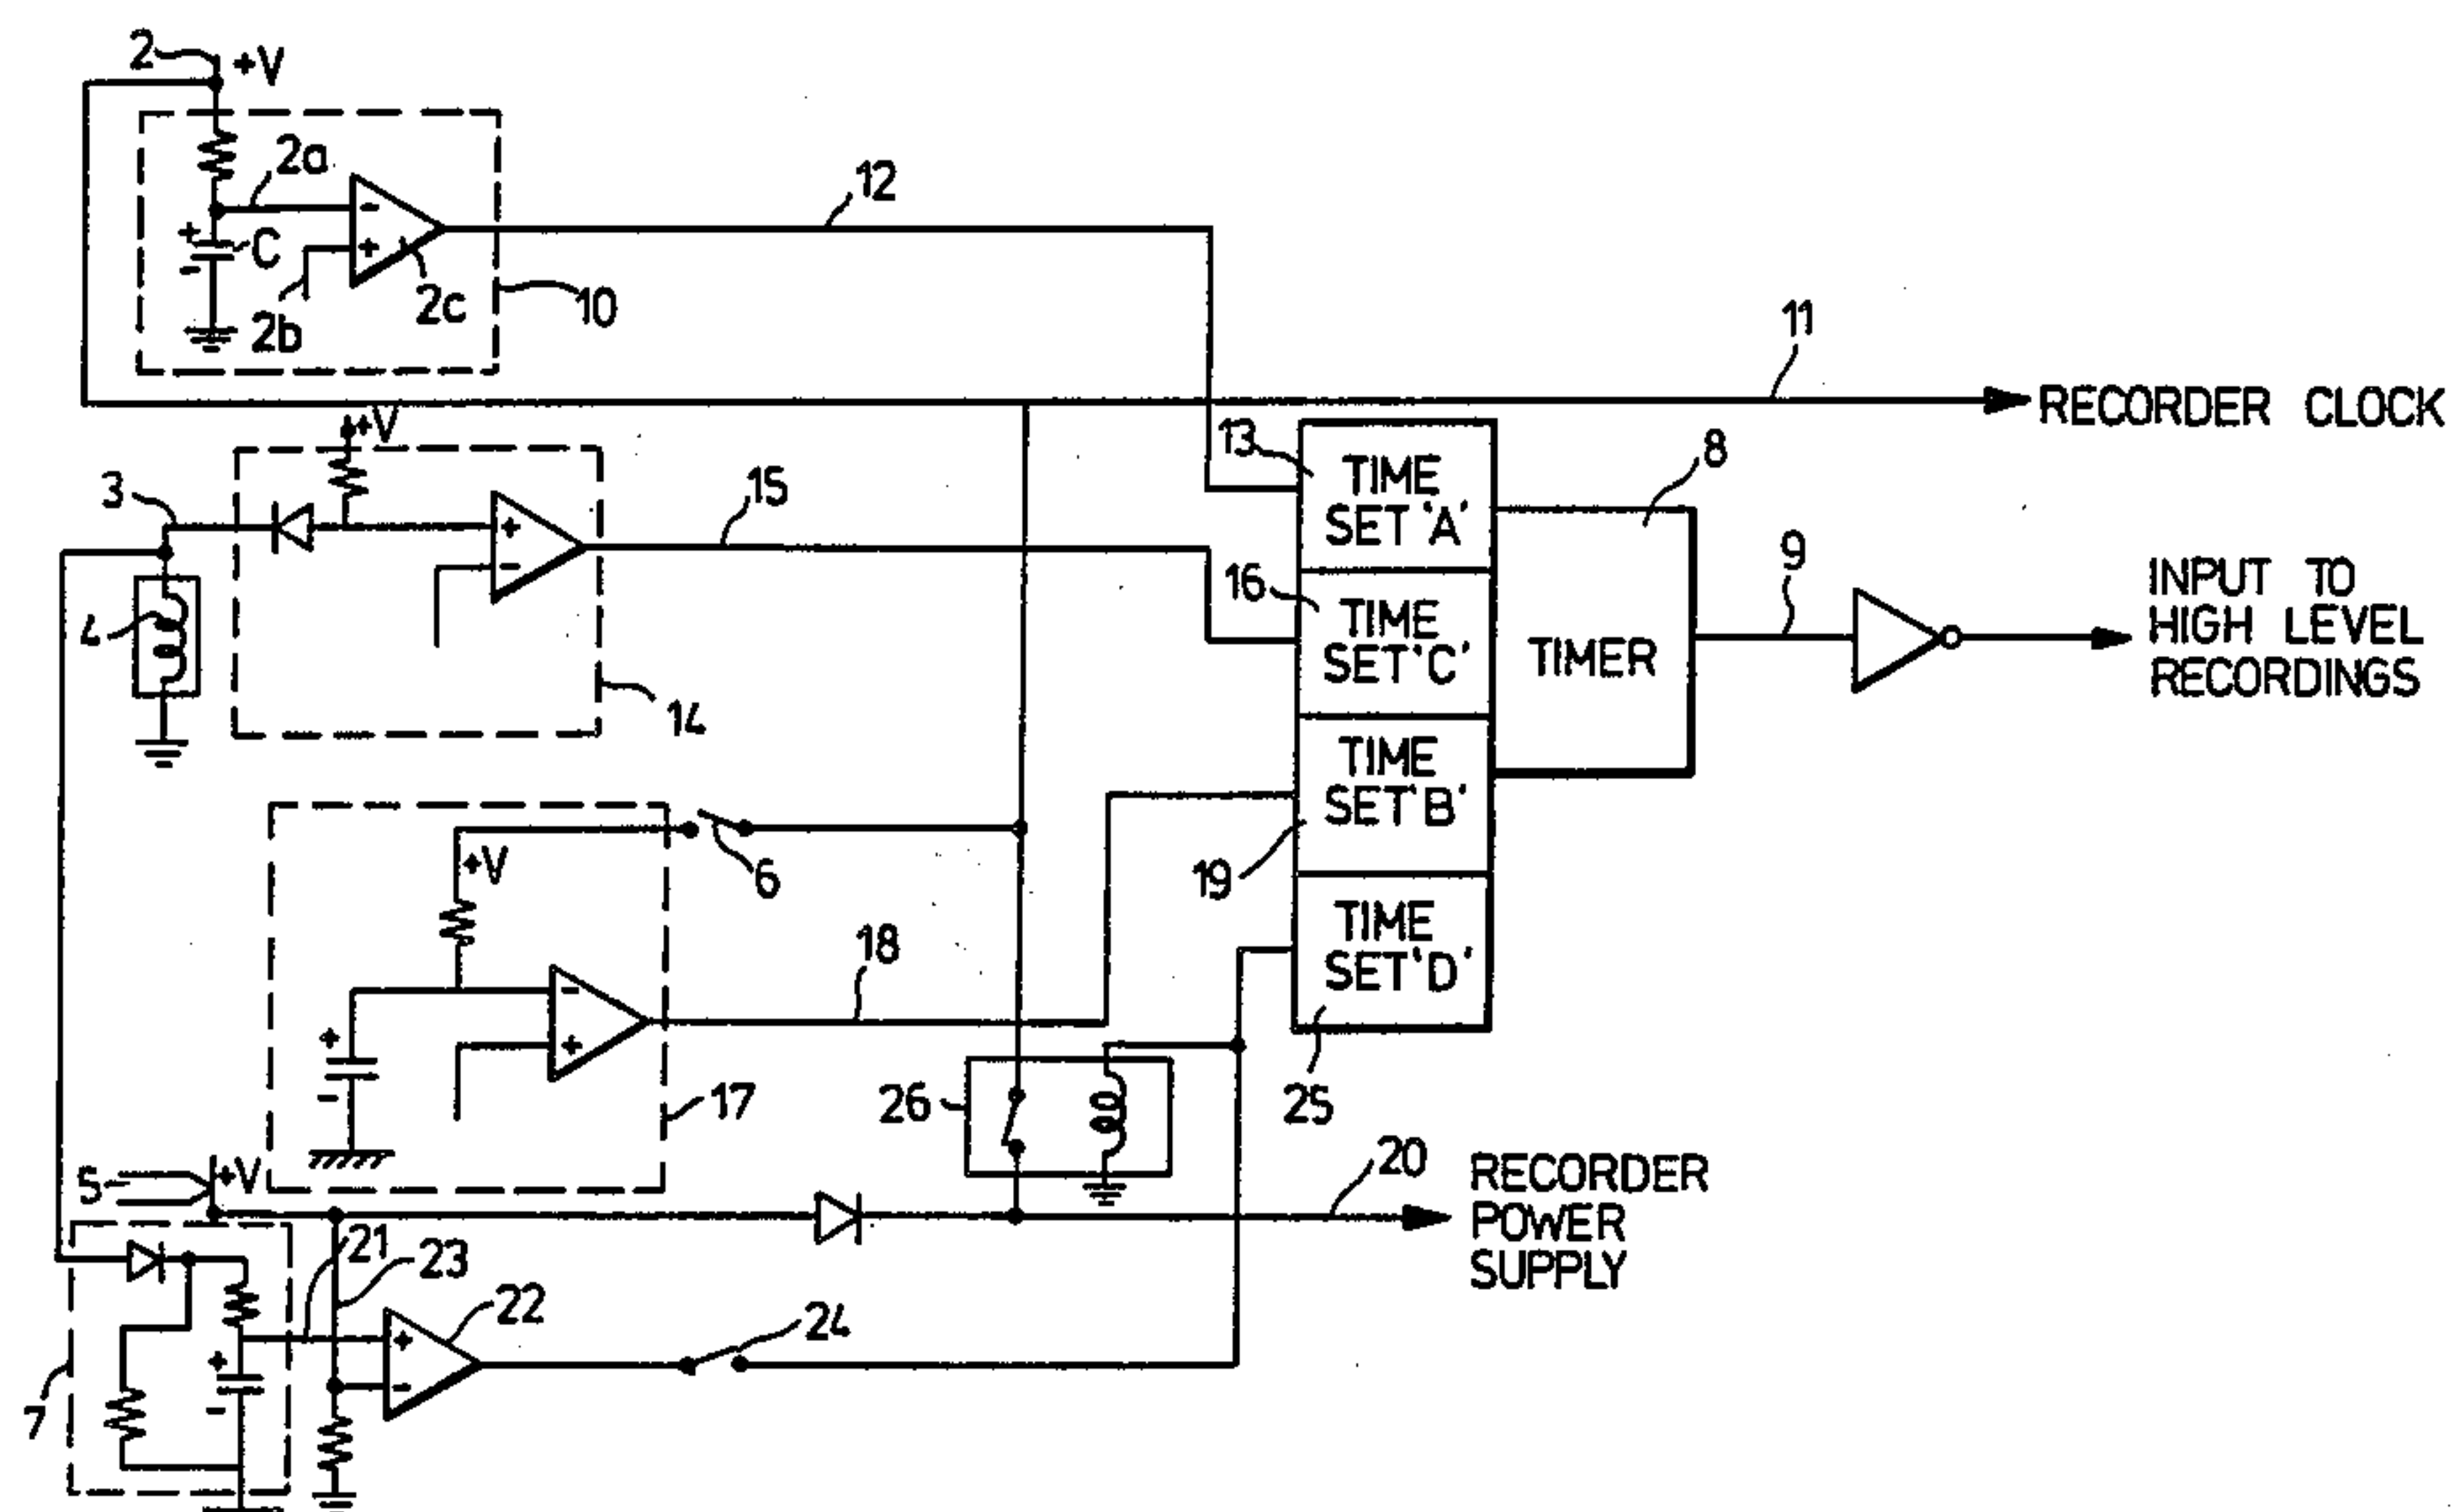 2
+V
2a
12
+
C
-
-
+
2b
2c
10
11
RECORDER CLOCK
+V
3
15
13
TIME
SET 'A'
8
+
-
4
14
16
TIME
SET 'C'
TIMER
9
INPUT TO
HIGH LEVEL
RECORDINGS
+V
6
19
TIME
SET 'B'
18
-
+
+
-
17
TIME
SET 'D'
25
26
20
RECORDER
POWER
SUPPLY
5
+V
21
23
22
24
+
-
+
-
7